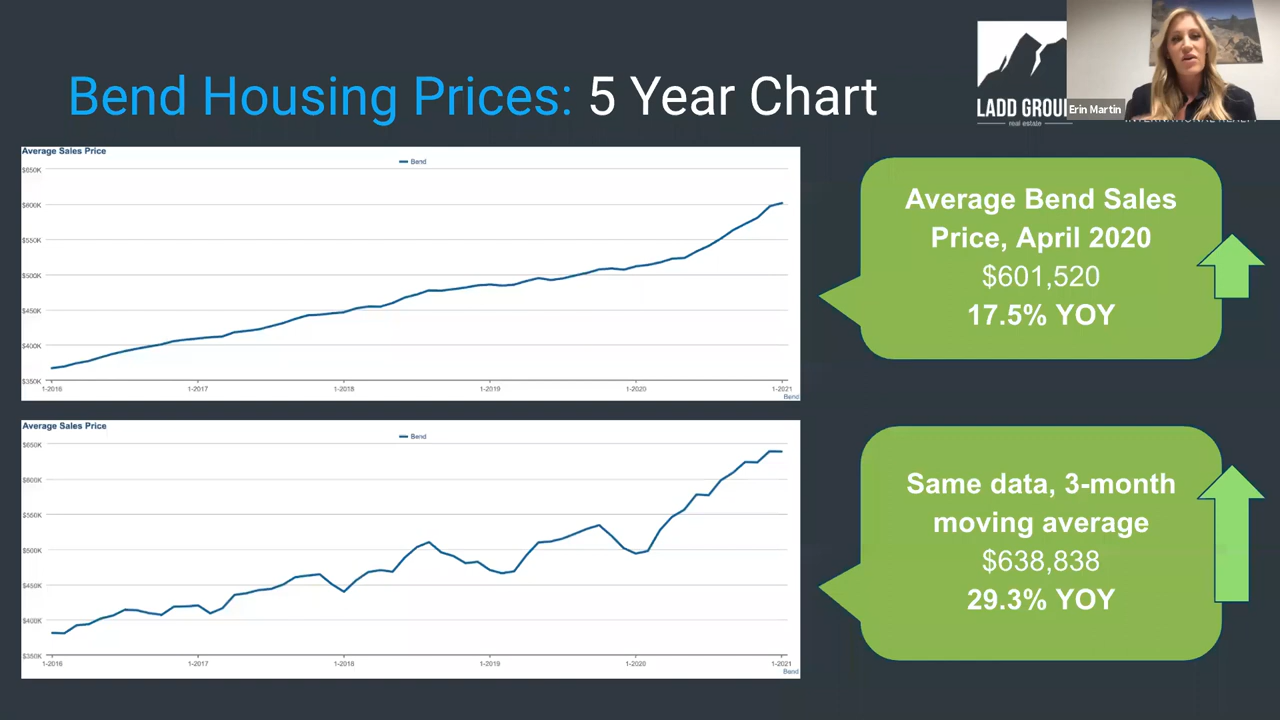 Bend Housing Prices: 5 Year Chart
LADD GROU
real estate
Erin Martin
Average Sales Price
Bend
$650K
$600K
$550K
$500K
$450K
$400K
$350K
1-2016
1-2017
1-2018
1-2019
1-2020
1-2021
Bend
Average Bend Sales
Price, April 2020
$601,520
17.5% YOY
Average Sales Price
Bend
$650K
$600K
$550K
$500K
$450K
$400K
$350K
1-2016
1-2017
1-2018
1-2019
1-2020
1-2021
Bend
Same data, 3-month
moving average
$638,838
29.3% YOY